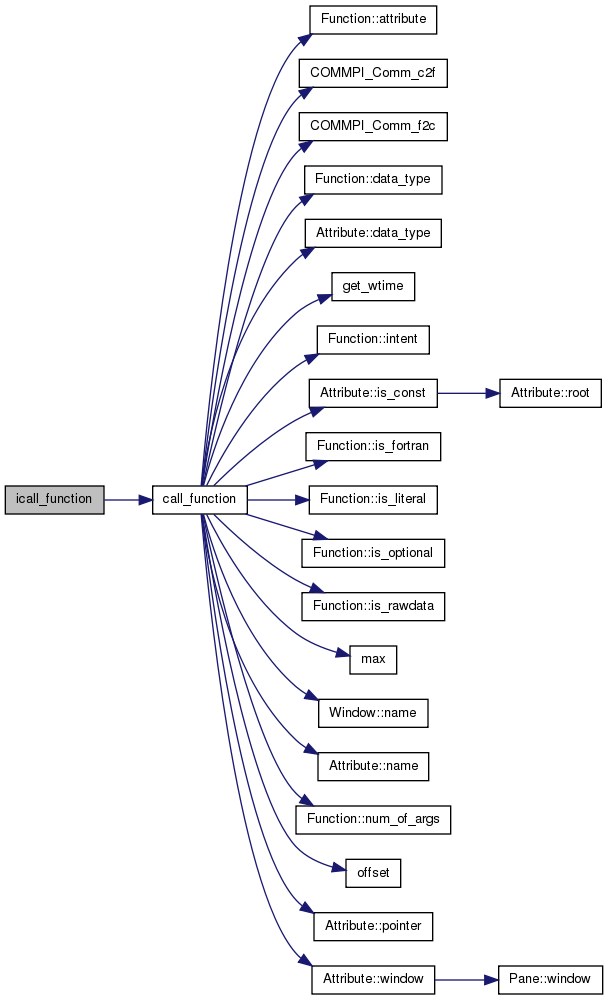 Function::attribute
COMMPI_Comm_c2f
COMMPI_Comm_f2c
Function::data_type
Attribute::data_type
get_wtime
Function::intent
Attribute::is_const
Attribute::root
Function::is_fortran
icall_function
call_function
Function::is_literal
Function::is_optional
Function::is_rawdata
max
Window::name
Attribute::name
Function::num_of_args
offset
Attribute::pointer
Attribute::window
Pane::window